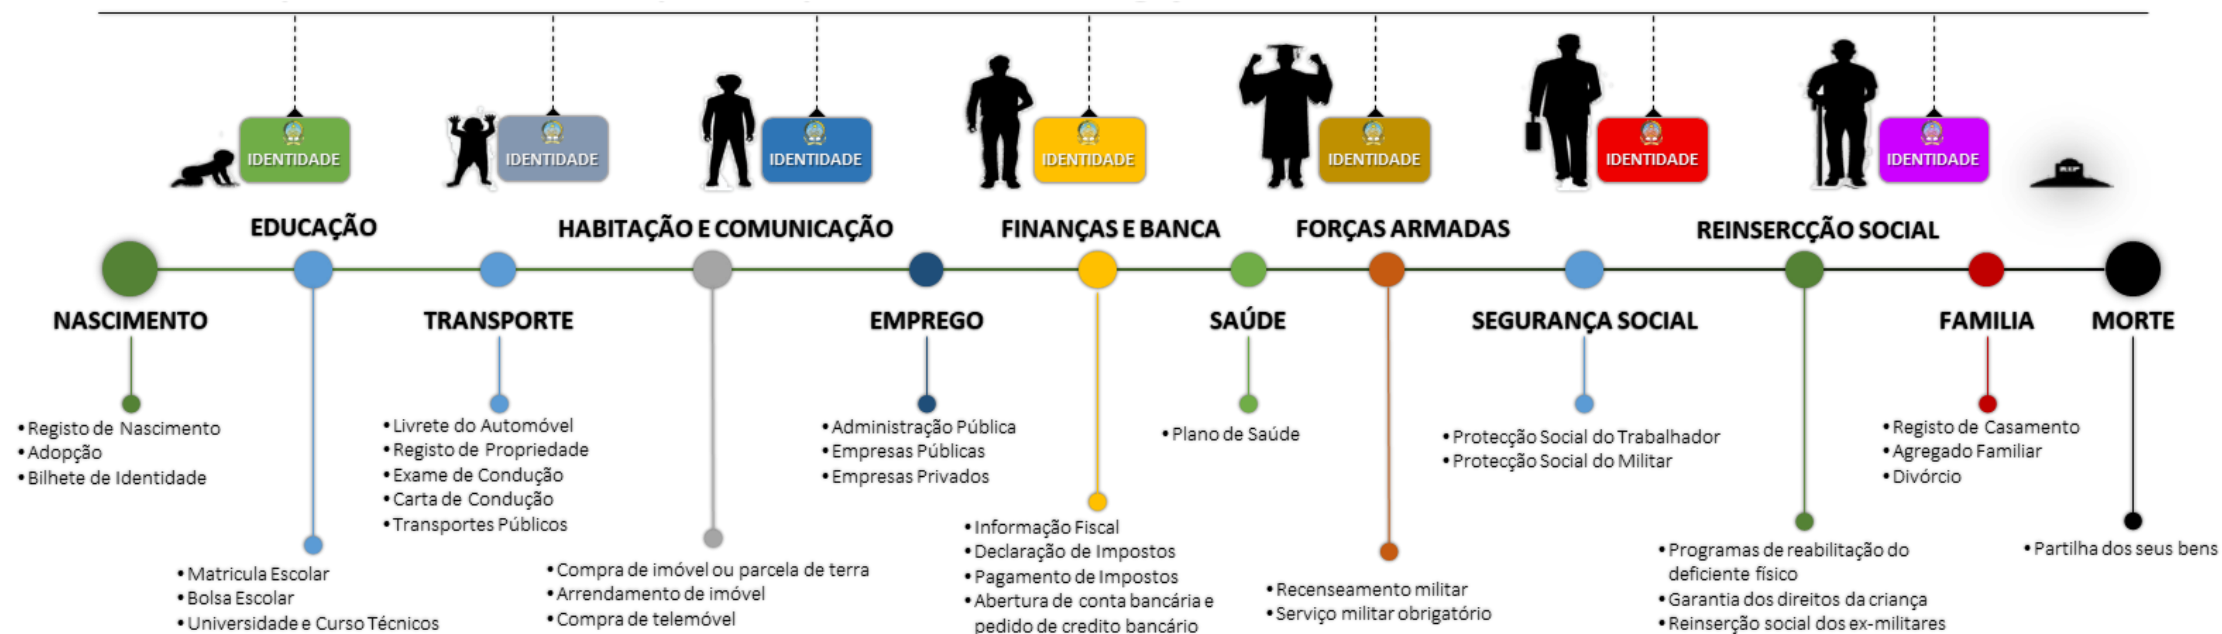 IDENTIDADE
IDENTIDADE
IDENTIDADE
IDENTIDADE
IDENTIDADE
IDENTIDADE
IDENTIDADE
R.I.P
NASCIMENTO
• Registo de Nascimento
• Adopção
• Bilhete de Identidade
EDUCAÇÃO
• Matricula Escolar
• Bolsa Escolar
• Universidade e Curso Técnicos
TRANSPORTE
• Livrete do Automóvel
• Registo de Propriedade
• Exame de Condução
• Carta de Condução
• Transportes Públicos
HABITAÇÃO E COMUNICAÇÃO
• Compra de imóvel ou parcela de terra
• Arrendamento de imóvel
• Compra de telemóvel
EMPREGO
• Administração Pública
• Empresas Públicas
• Empresas Privados
FINANÇAS E BANCA
• Informação Fiscal
• Declaração de Impostos
• Pagamento de Impostos
• Abertura de conta bancária e
pedido de credito bancário
SAÚDE
• Plano de Saúde
FORÇAS ARMADAS
• Recenseamento militar
• Serviço militar obrigatório
SEGURANÇA SOCIAL
• Protecção Social do Trabalhador
• Protecção Social do Militar
REINSERCÇÃO SOCIAL
• Programas de reabilitação do
deficiente físico
• Garantia dos direitos da criança
• Reinserção social dos ex-militares
FAMILIA
• Registo de Casamento
• Agregado Familiar
• Divórcio
MORTE
• Partilha dos seus bens